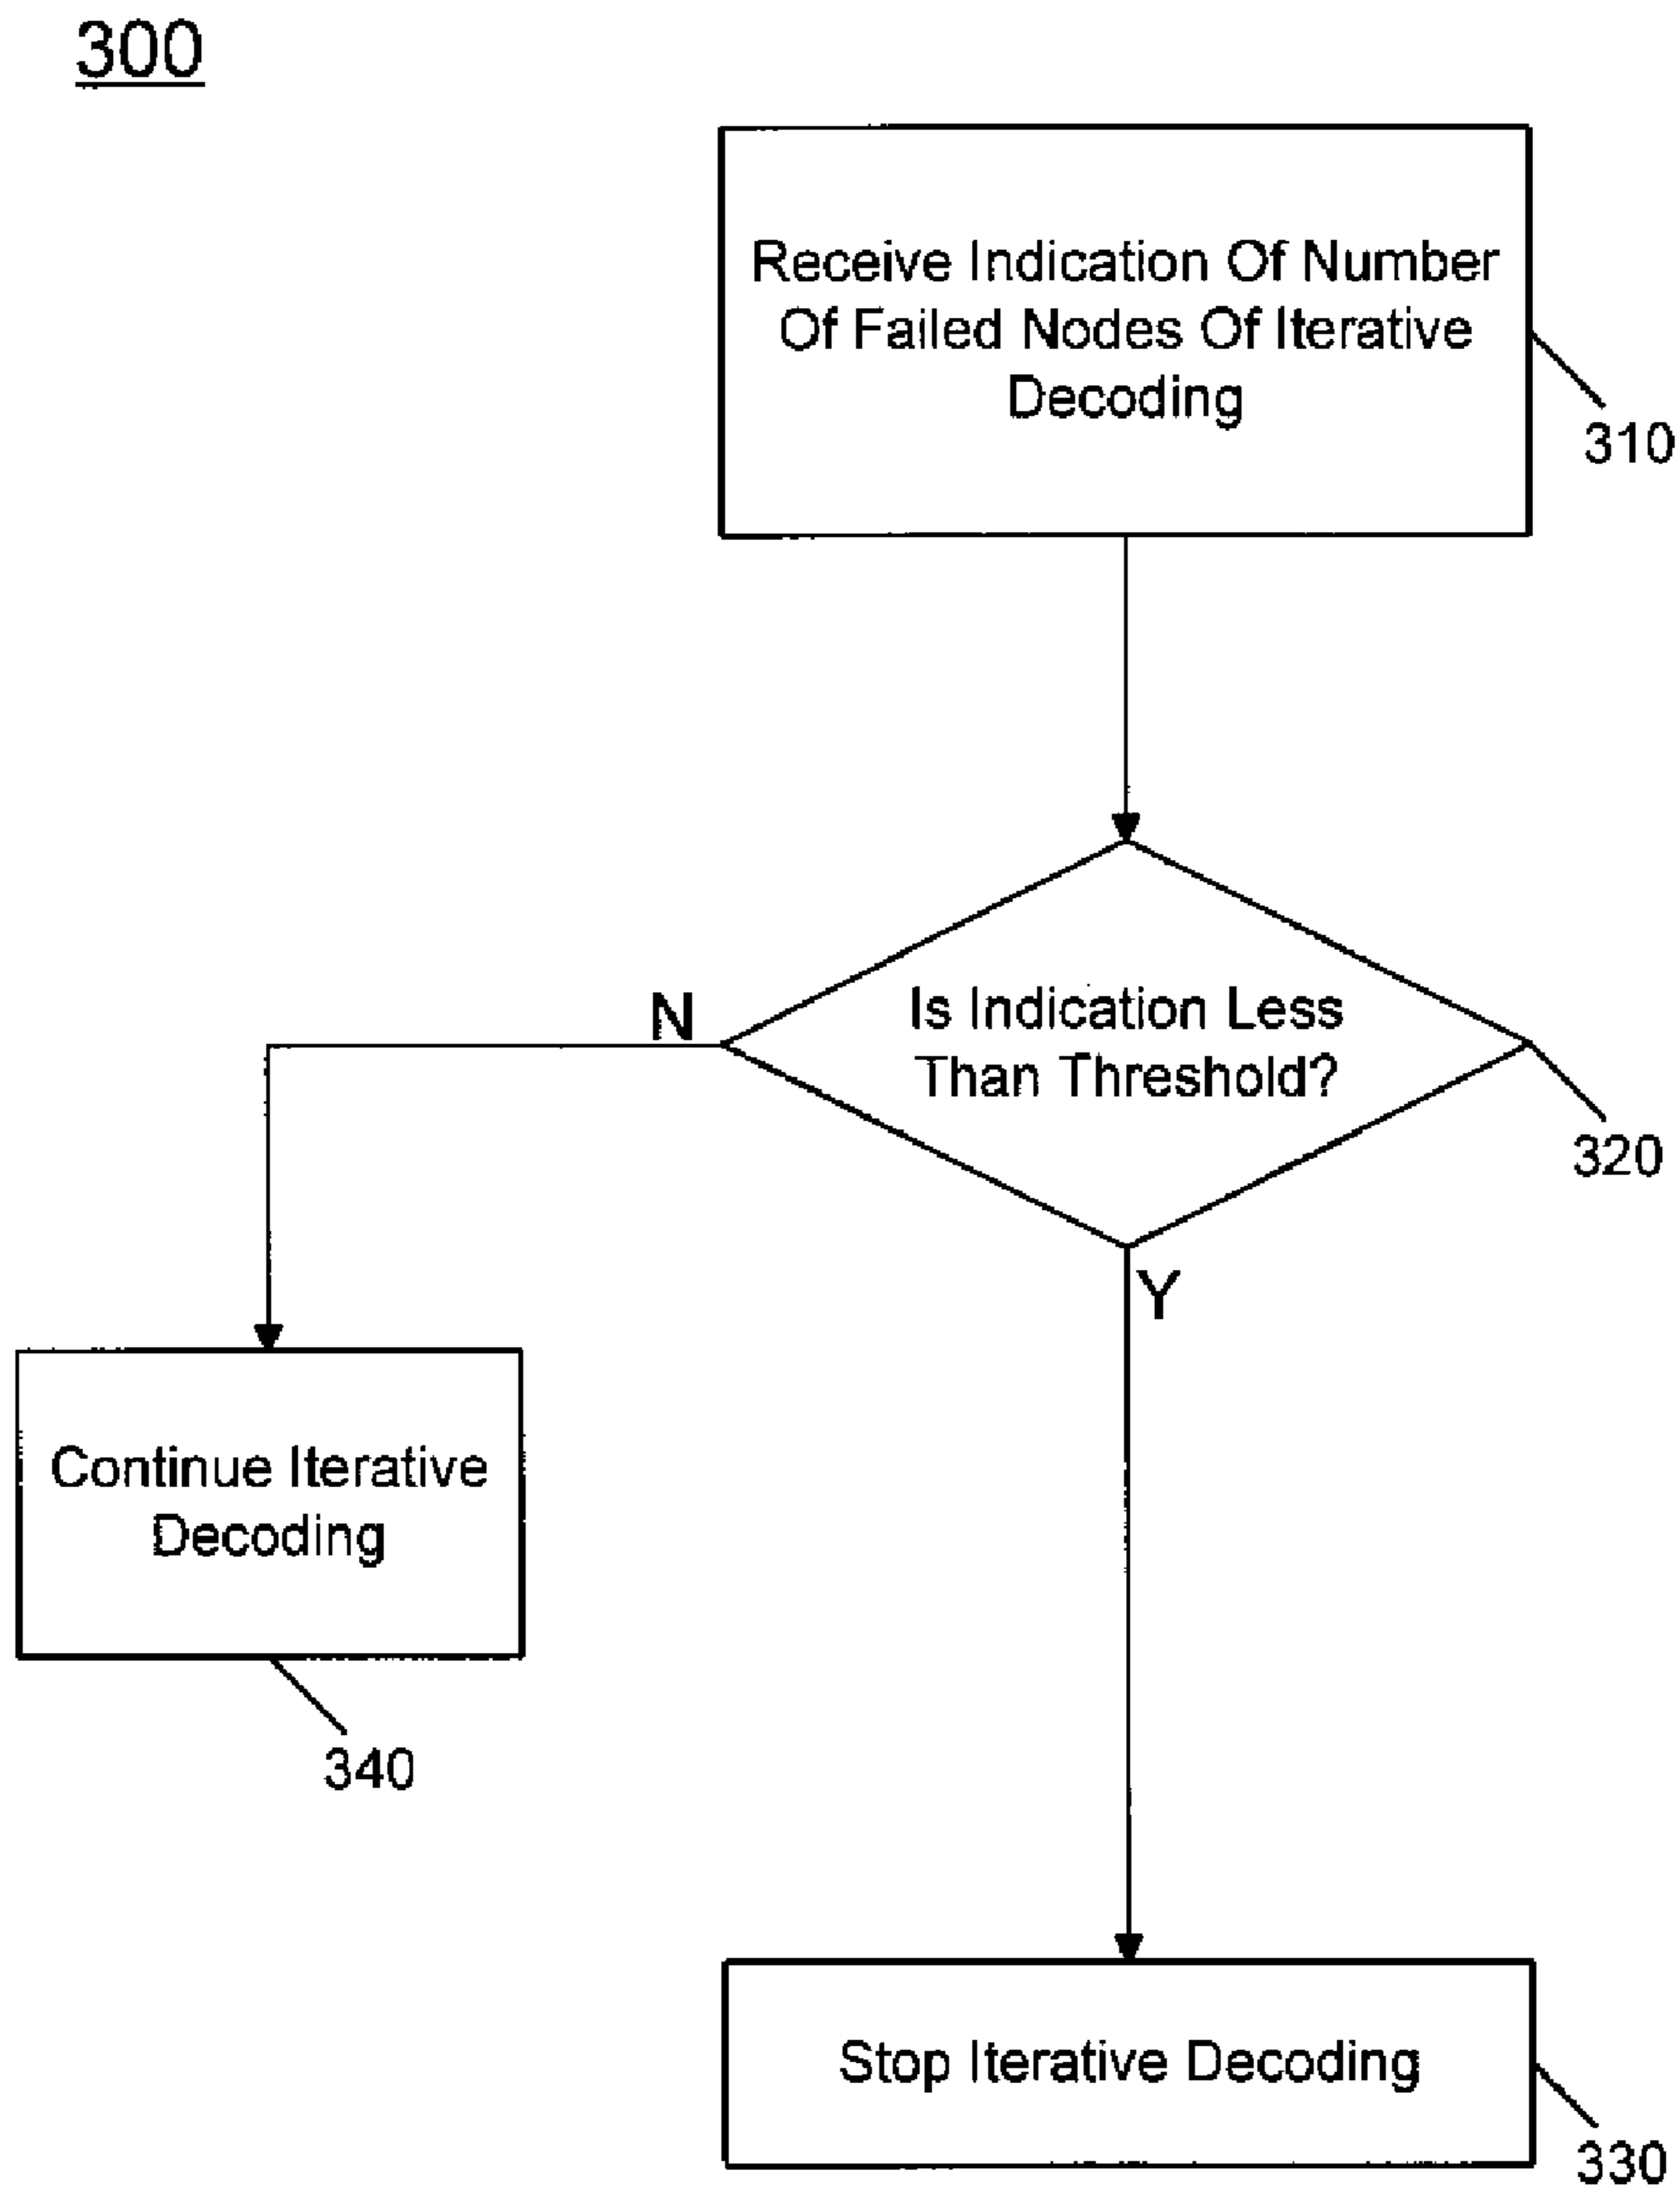 300
Receive Indication Of Number
Of Failed Nodes Of Iterative
Decoding
310
Is Indication Less
Than Threshold?
N
320
Y
Continue Iterative
Decoding
340
Stop Iterative Decoding
330